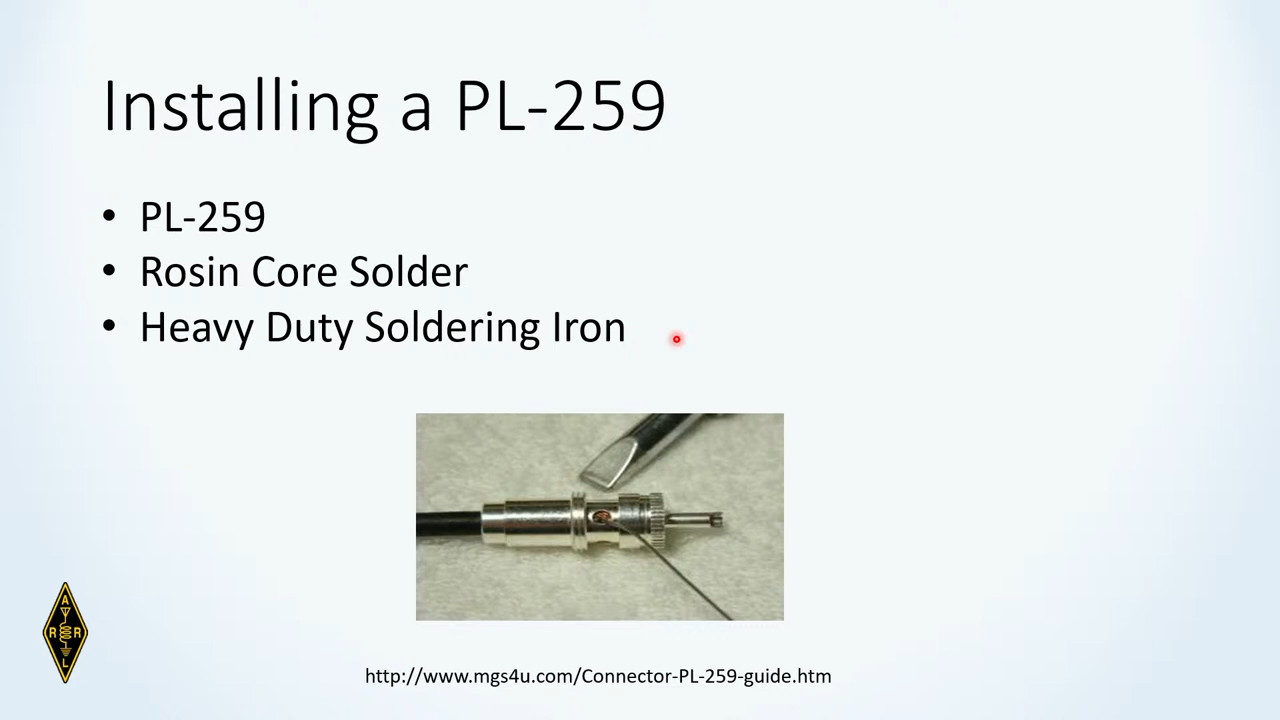 Installing a PL-259
• PL-259
• Rosin Core Solder
• Heavy Duty Soldering Iron
A
R R
L
http://www.mgs4u.com/Connector-PL-259-guide.htm